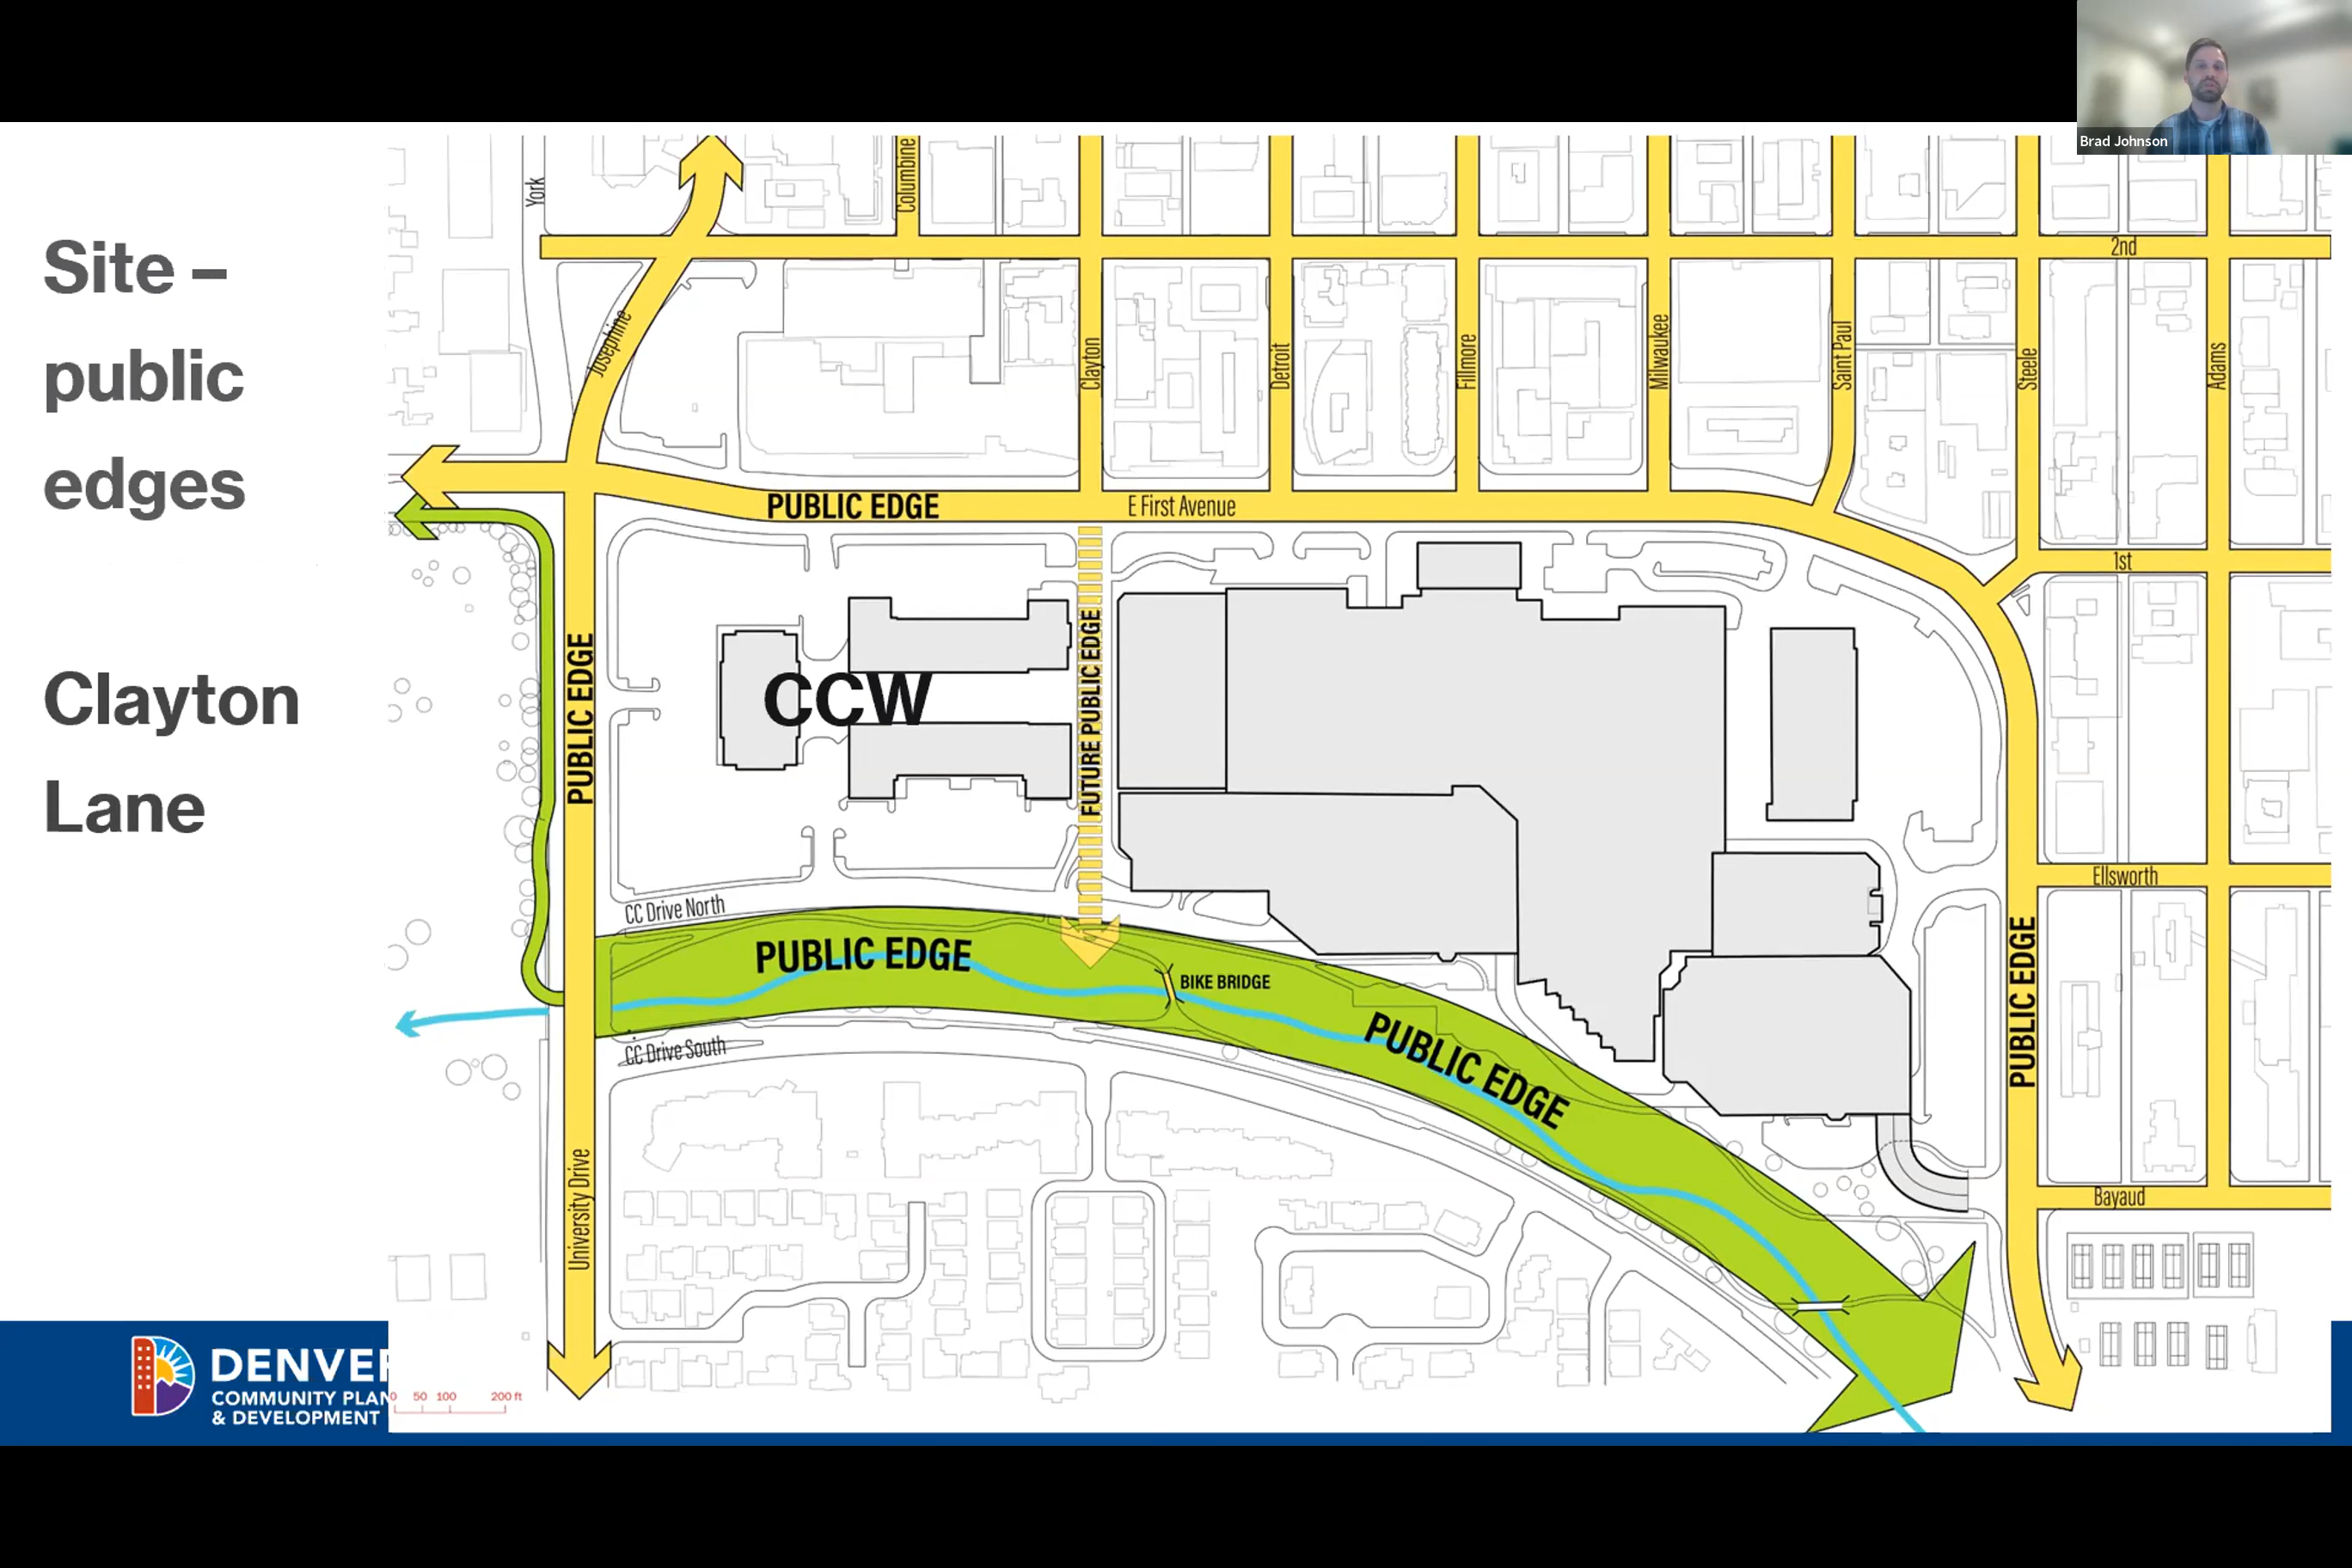 Brad Johnson
Site –
public
edges
Clayton
Lane
York
Columbine
2nd
Josephine
Clayton
Detroit
Fillmore
Milwaukee
Saint Paul
Steele
Adams
PUBLIC EDGE
E First Avenue
1st
PUBLIC EDGE
CCW
FUTURE PUBLIC EDGE
Ellsworth
CC Drive North
PUBLIC EDGE
BIKE BRIDGE
PUBLIC EDGE
PUBLIC EDGE
CC Drive South
University Drive
Bayaud
DENVER
COMMUNITY PLAN
& DEVELOPMENT
0 50 100 200 ft